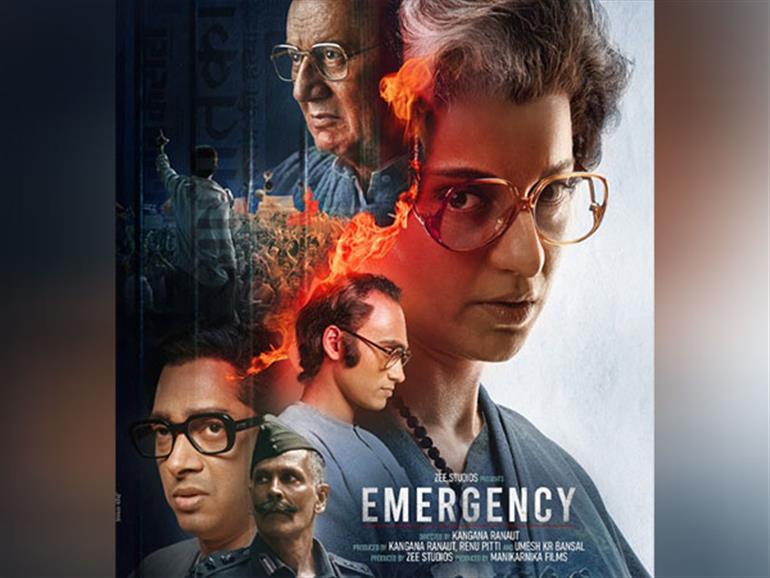 ZEE STUDIOS PRESENTS
EMERGENCY
DIRECTED BY KANGANA RANAUT
PRODUCED BY KANGANA RANAUT, RENU PITTI AND UMESH KR BANSAL
PRODUCED BY ZEE STUDIOS PRODUCED BY MANIKARNIKA FILMS